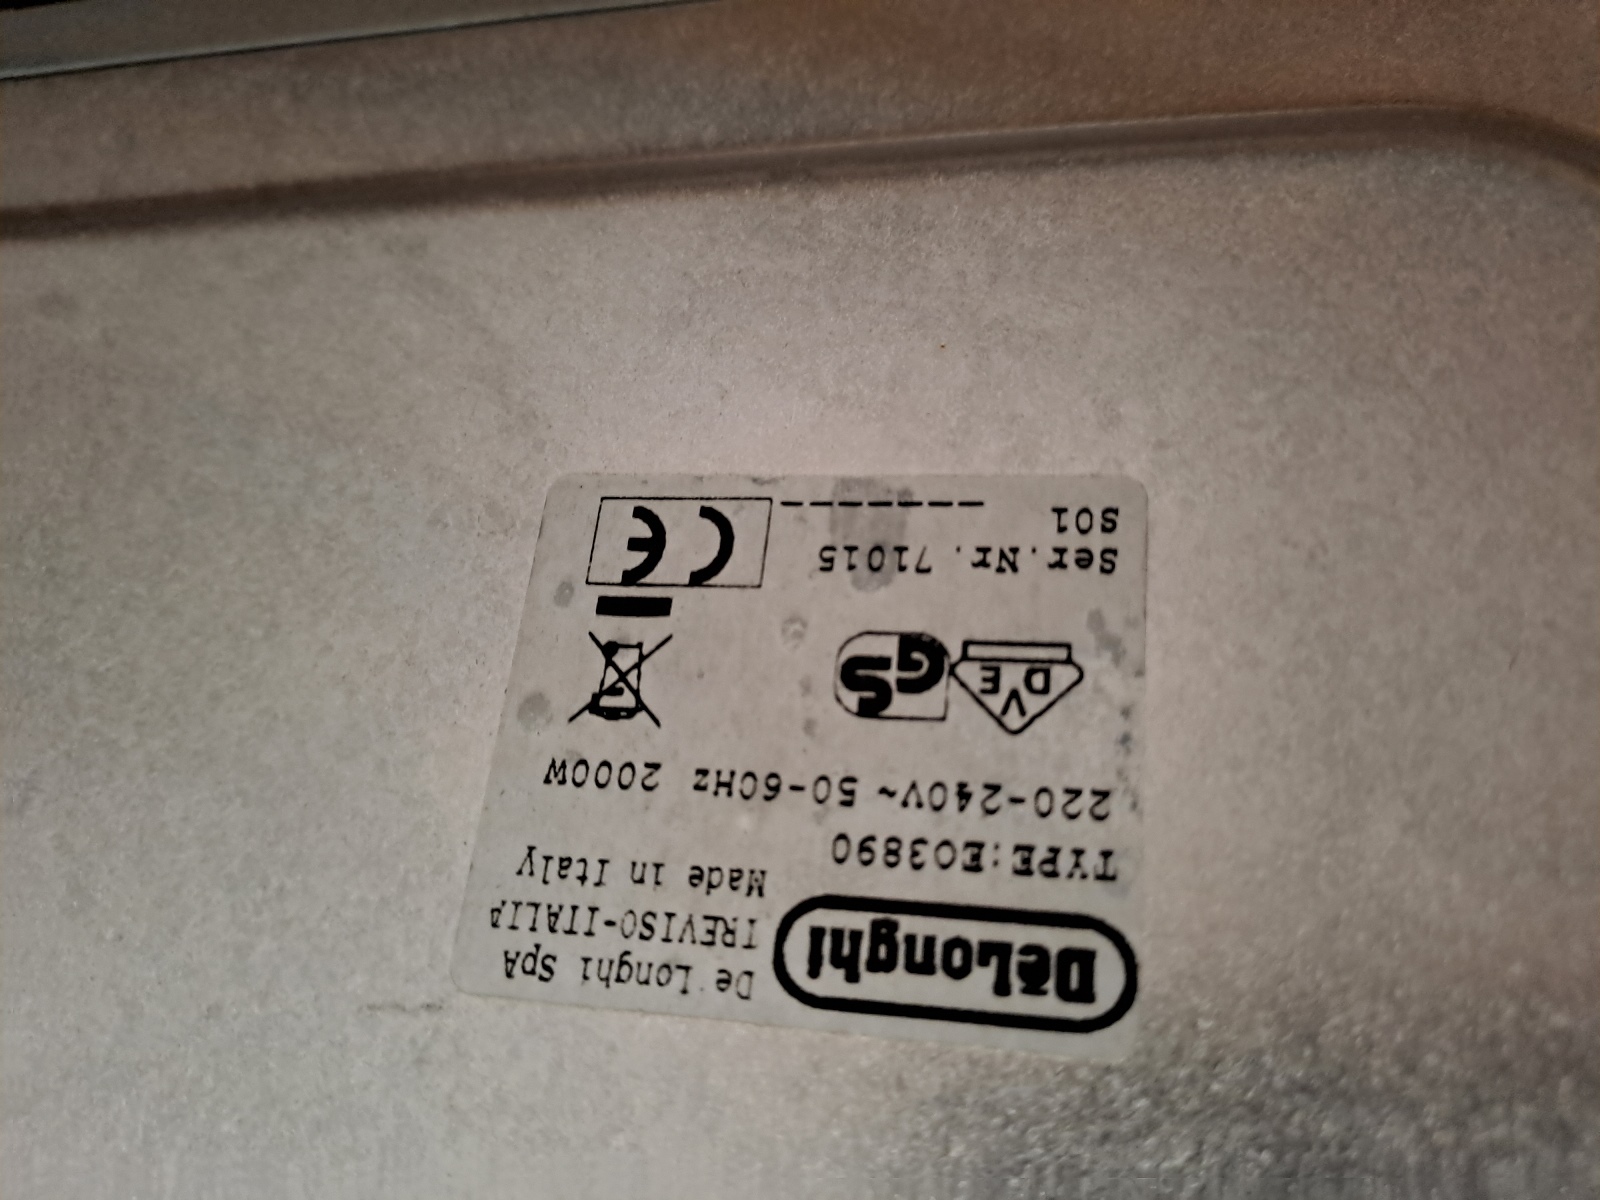 DeLonghi
De Longhi SpA
TREVISO-ITALIA
Made in Italy
TYPE:EO3890
220-240V~ 50-60Hz 2000W
VDE
GS
Ser.Nr. 71015
S01
CE